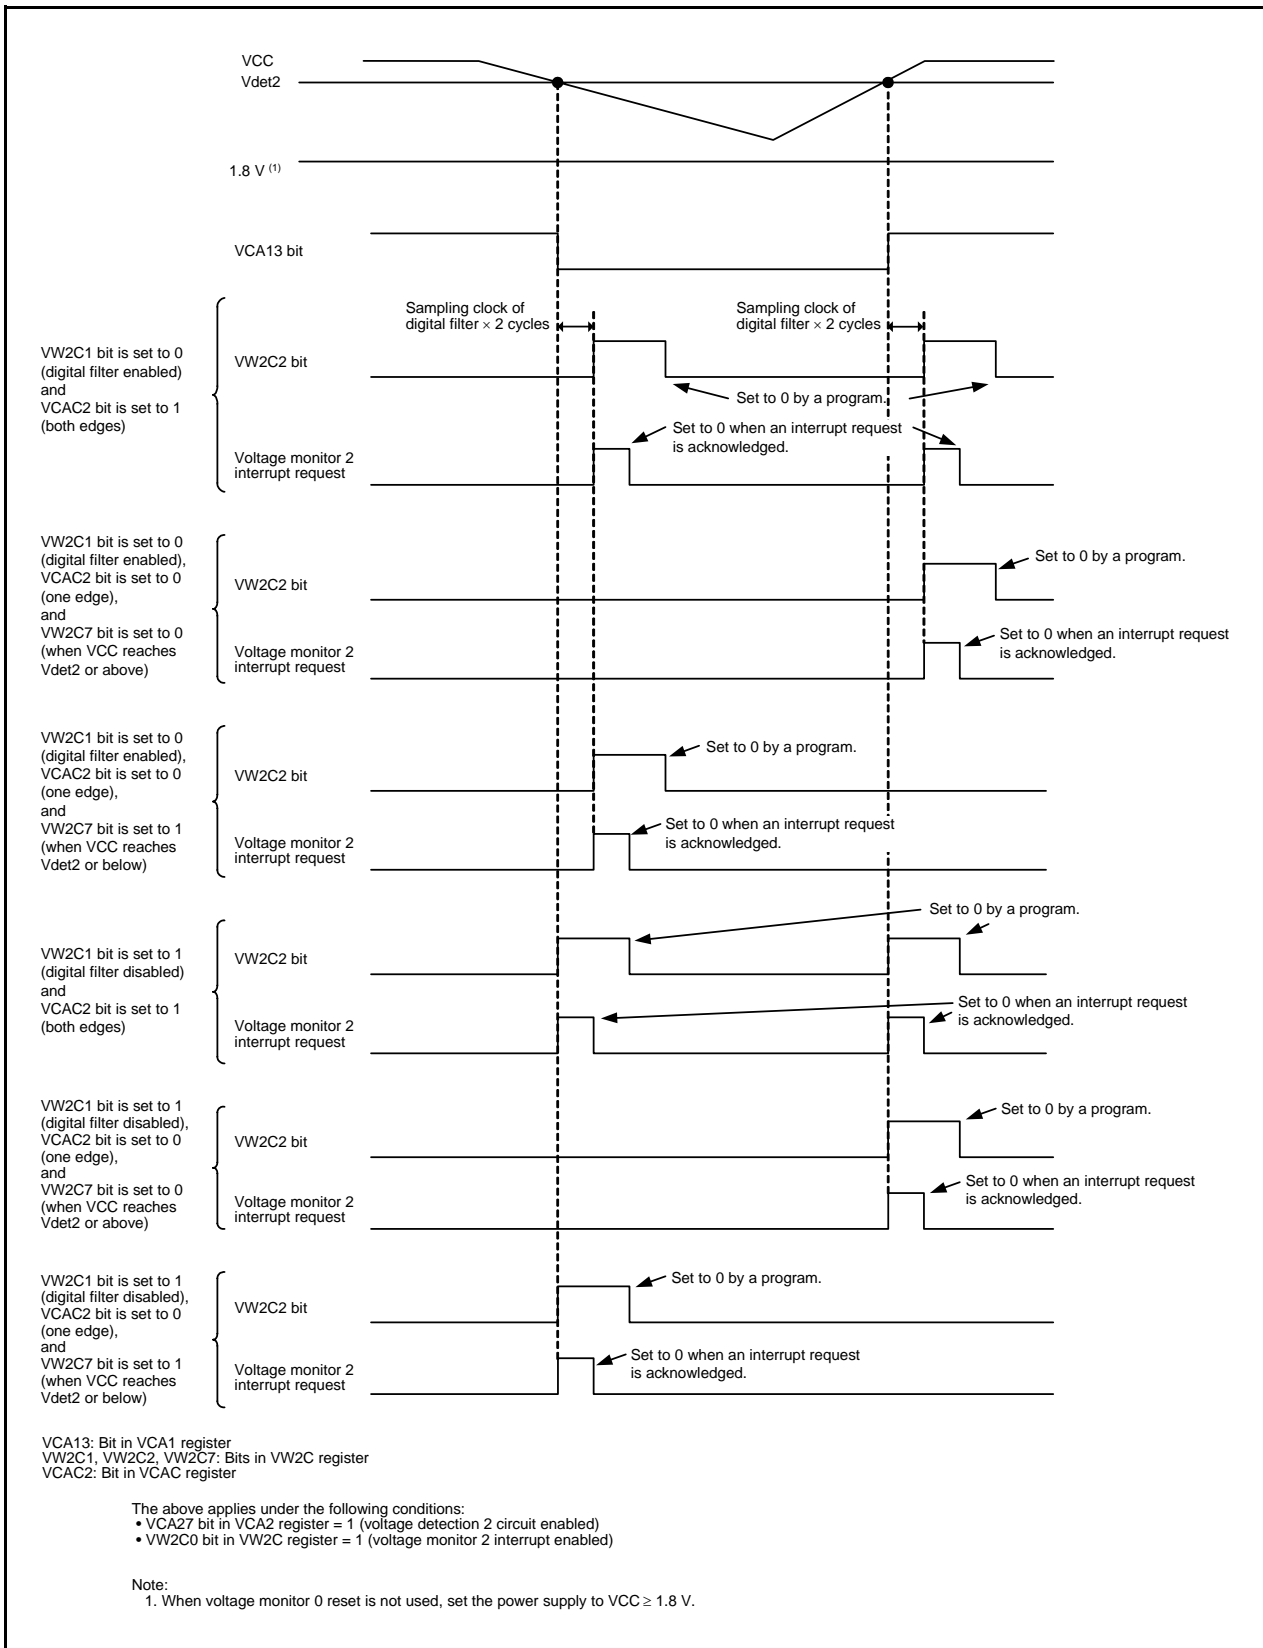 VCC
Vdet2
1.8 V (1)
VCA13 bit
Sampling clock of
digital filter × 2 cycles
Sampling clock of
digital filter × 2 cycles
VW2C1 bit is set to 0
(digital filter enabled)
and
VCAC2 bit is set to 1
(both edges)
VW2C2 bit
Set to 0 by a program.
Set to 0 when an interrupt request
is acknowledged.
Voltage monitor 2
interrupt request
VW2C1 bit is set to 0
(digital filter enabled),
VCAC2 bit is set to 0
(one edge),
and
VW2C7 bit is set to 0
(when VCC reaches
Vdet2 or above)
VW2C2 bit
Set to 0 by a program.
Voltage monitor 2
interrupt request
Set to 0 when an interrupt request
is acknowledged.
VW2C1 bit is set to 0
(digital filter enabled),
VCAC2 bit is set to 0
(one edge),
and
VW2C7 bit is set to 1
(when VCC reaches
Vdet2 or below)
VW2C2 bit
Set to 0 by a program.
Voltage monitor 2
interrupt request
Set to 0 when an interrupt request
is acknowledged.
VW2C1 bit is set to 1
(digital filter disabled)
and
VCAC2 bit is set to 1
(both edges)
VW2C2 bit
Set to 0 by a program.
Voltage monitor 2
interrupt request
Set to 0 when an interrupt request
is acknowledged.
VW2C1 bit is set to 1
(digital filter disabled),
VCAC2 bit is set to 0
(one edge),
and
VW2C7 bit is set to 0
(when VCC reaches
Vdet2 or above)
VW2C2 bit
Set to 0 by a program.
Voltage monitor 2
interrupt request
Set to 0 when an interrupt request
is acknowledged.
VW2C1 bit is set to 1
(digital filter disabled),
VCAC2 bit is set to 0
(one edge),
and
VW2C7 bit is set to 1
(when VCC reaches
Vdet2 or below)
VW2C2 bit
Set to 0 by a program.
Voltage monitor 2
interrupt request
Set to 0 when an interrupt request
is acknowledged.
VCA13: Bit in VCA1 register
VW2C1, VW2C2, VW2C7: Bits in VW2C register
VCAC2: Bit in VCAC register
The above applies under the following conditions:
• VCA27 bit in VCA2 register = 1 (voltage detection 2 circuit enabled)
• VW2C0 bit in VW2C register = 1 (voltage monitor 2 interrupt enabled)
Note:
1. When voltage monitor 0 reset is not used, set the power supply to VCC ≥ 1.8 V.